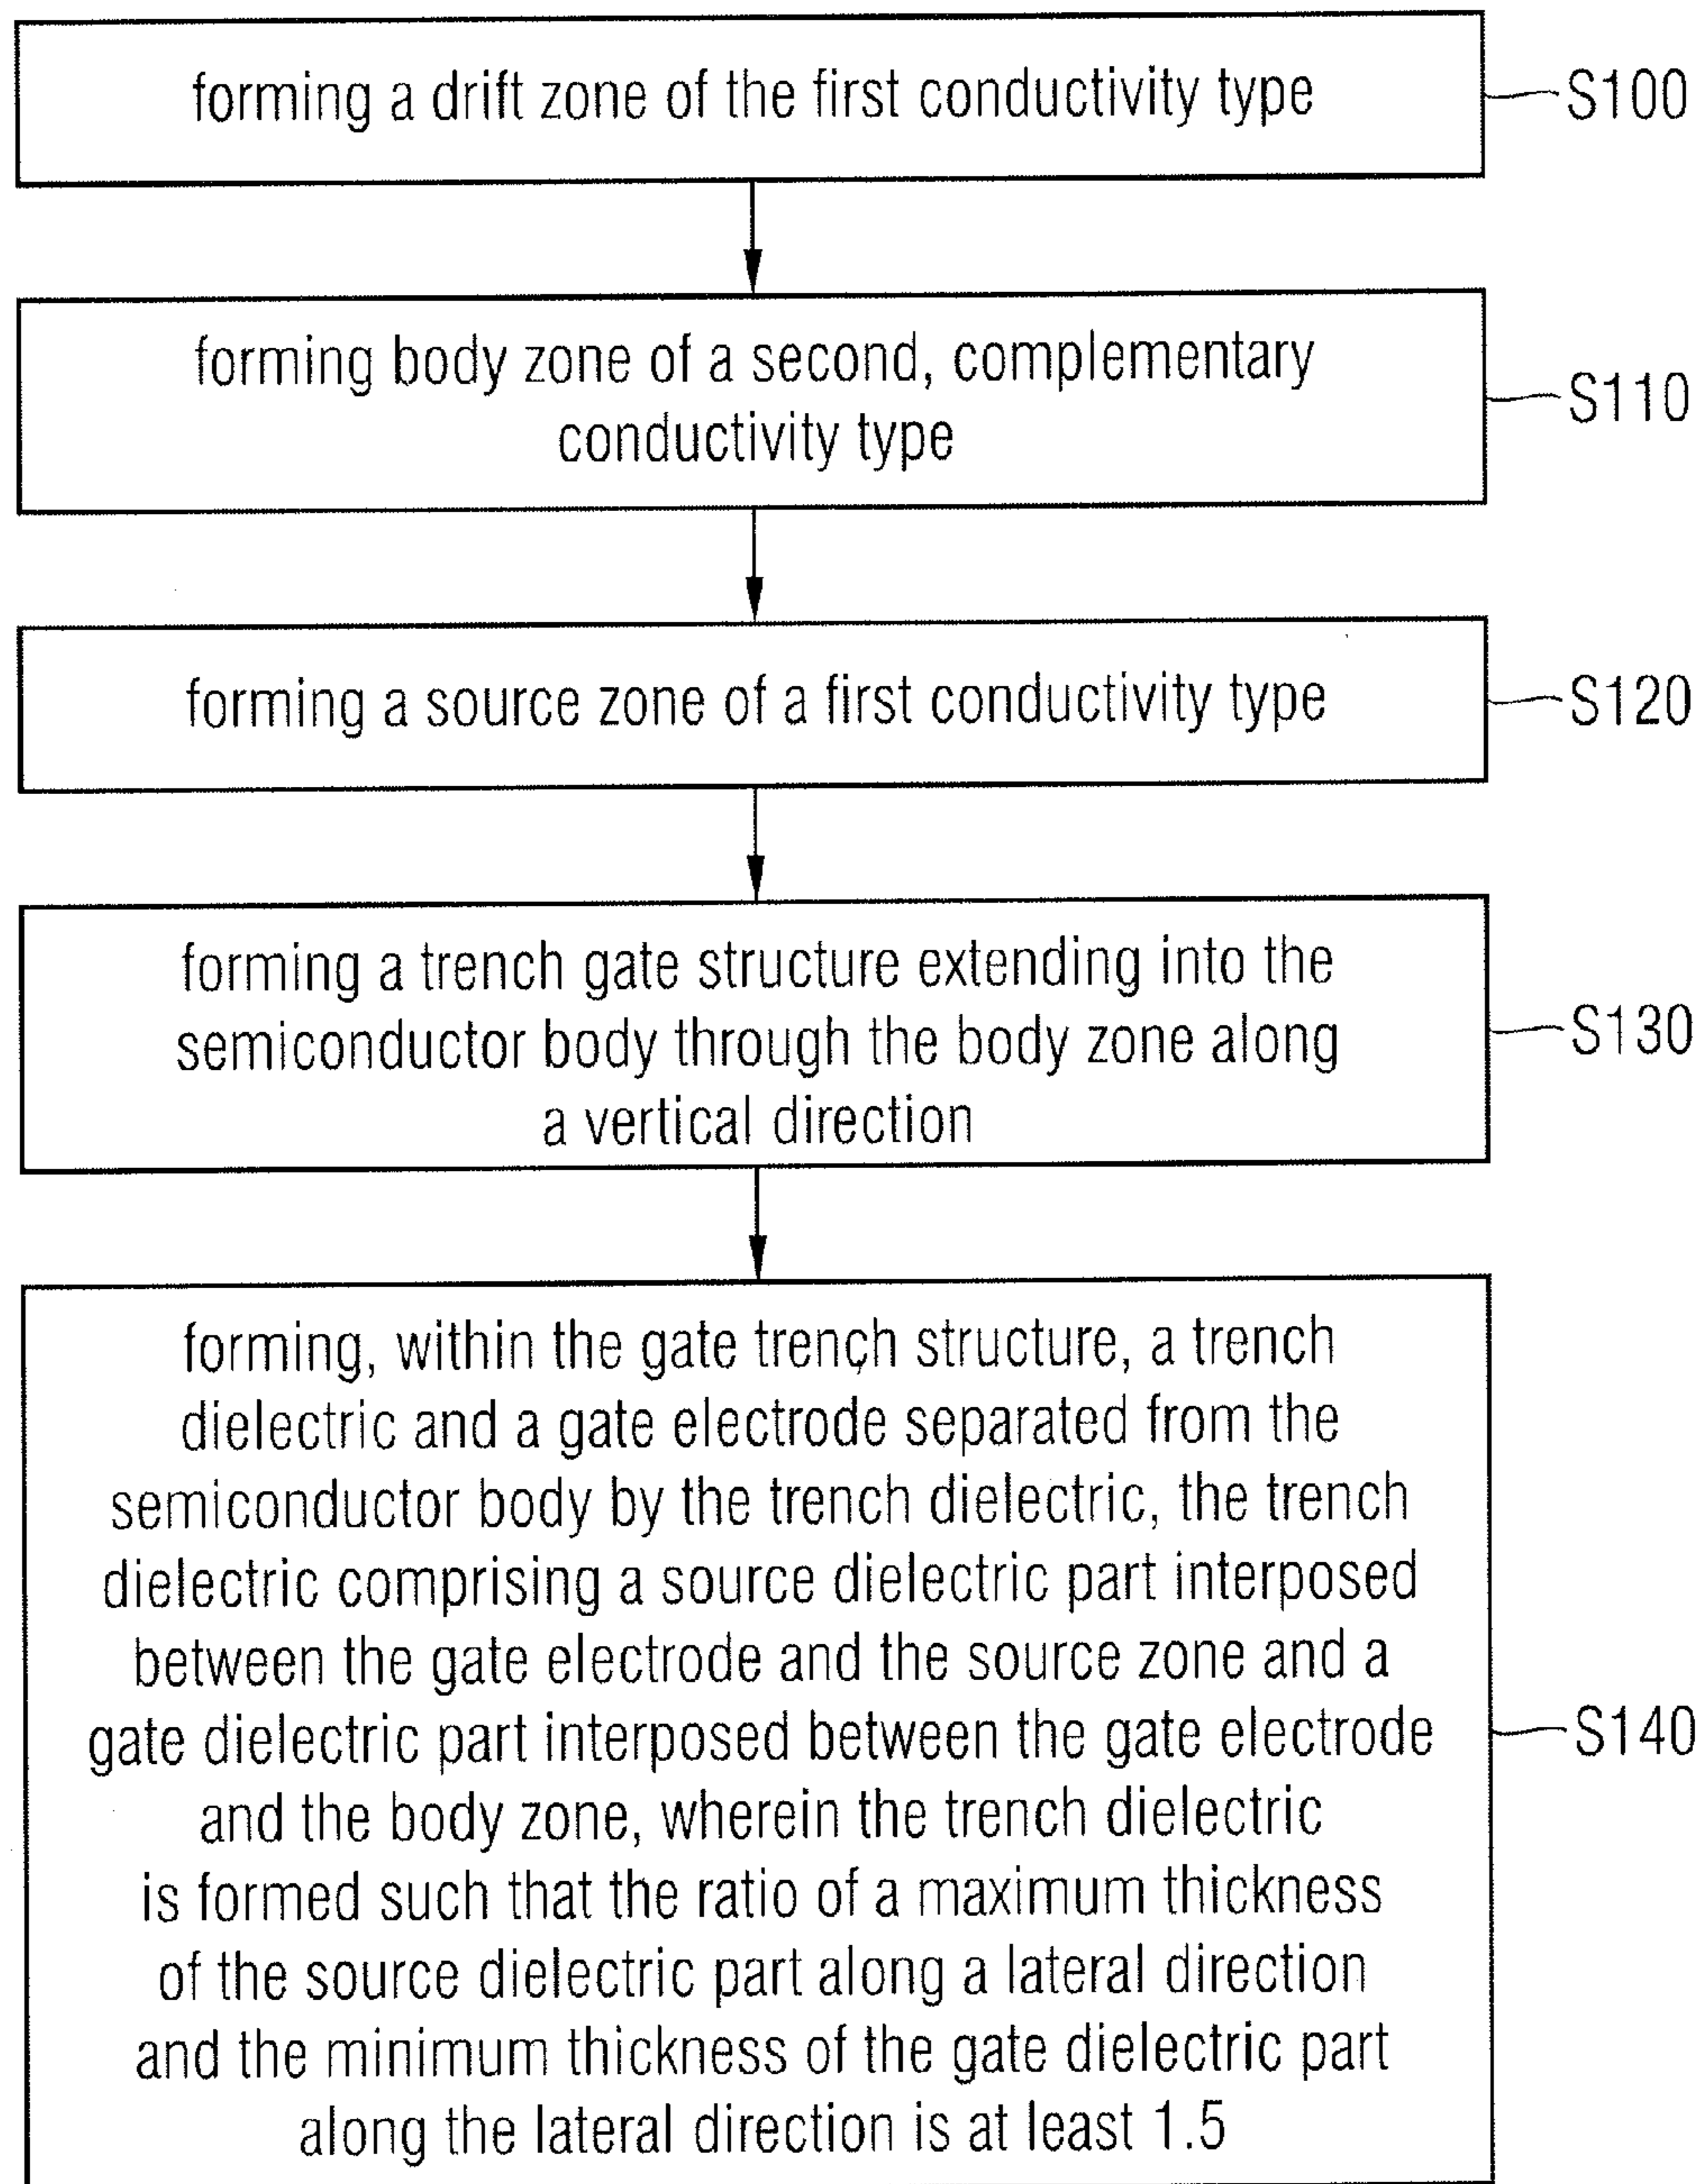 forming a drift zone of the first conductivity type
S100
forming body zone of a second, complementary
conductivity type
S110
forming a source zone of a first conductivity type
S120
forming a trench gate structure extending into the
semiconductor body through the body zone along
a vertical direction
S130
forming, within the gate trench structure, a trench
dielectric and a gate electrode separated from the
semiconductor body by the trench dielectric, the trench
dielectric comprising a source dielectric part interposed
between the gate electrode and the source zone and a
gate dielectric part interposed between the gate electrode
and the body zone, wherein the trench dielectric
is formed such that the ratio of a maximum thickness
of the source dielectric part along a lateral direction
and the minimum thickness of the gate dielectric part
along the lateral direction is at least 1.5
S140